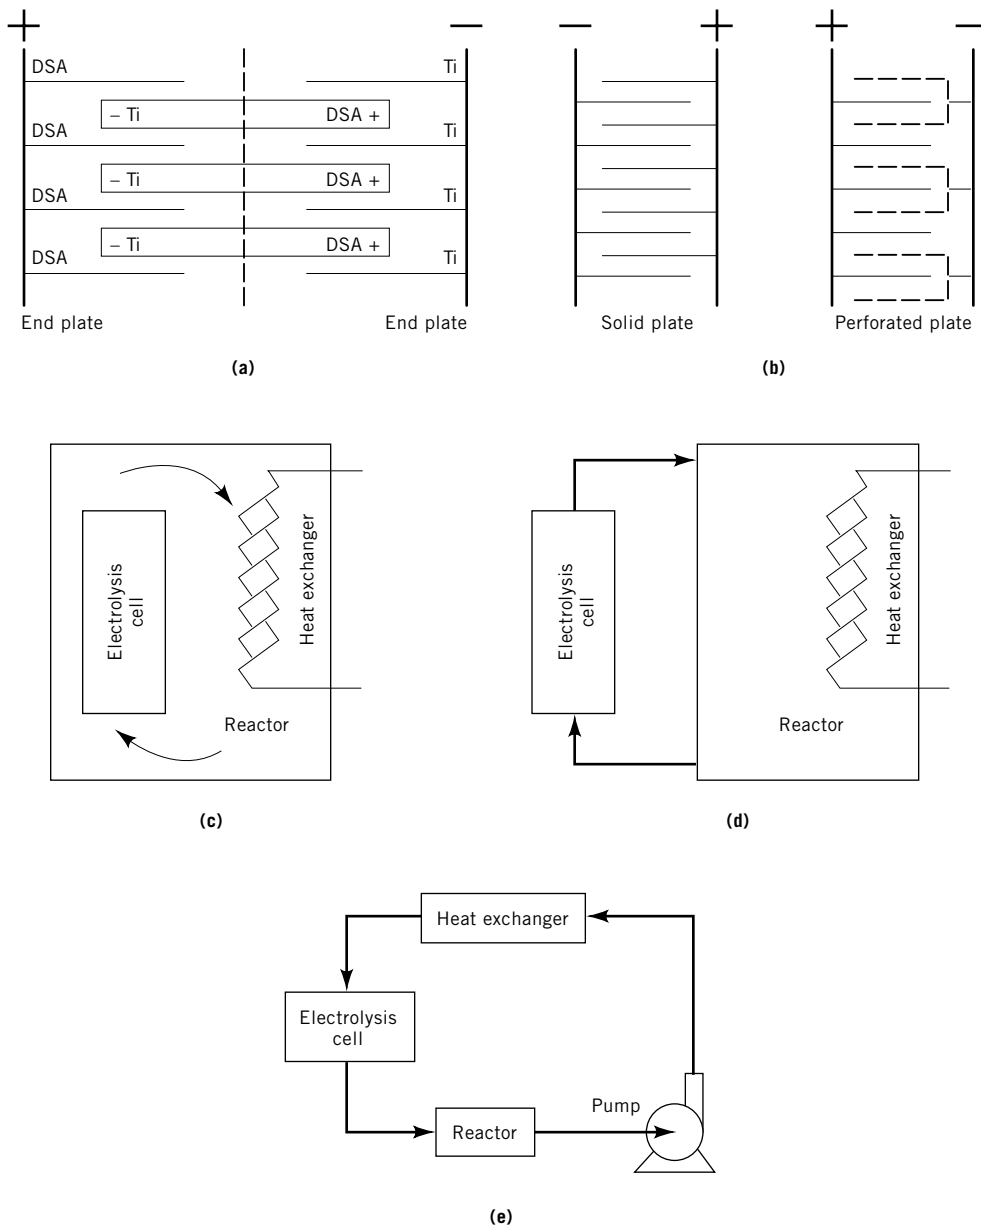 + −
DSA Ti
− Ti DSA +
DSA Ti
− Ti DSA +
DSA Ti
− Ti DSA +
DSA Ti
End plate End plate
(a)
− + + −
Solid plate Perforated plate
(b)
Electrolysis
cell
Heat exchanger
Reactor
(c)
Electrolysis
cell
Heat exchanger
Reactor
(d)
Heat exchanger
Electrolysis
cell
Pump
Reactor
(e)